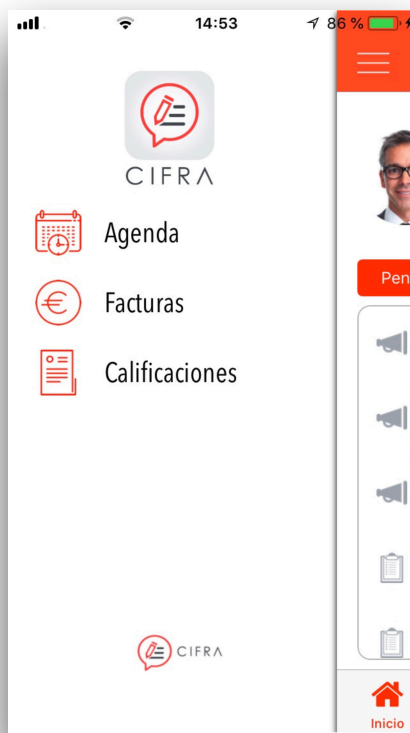 14:53
86 %
CIFRA
Agenda
Facturas
Calificaciones
Pen
CIFRA
Inicio